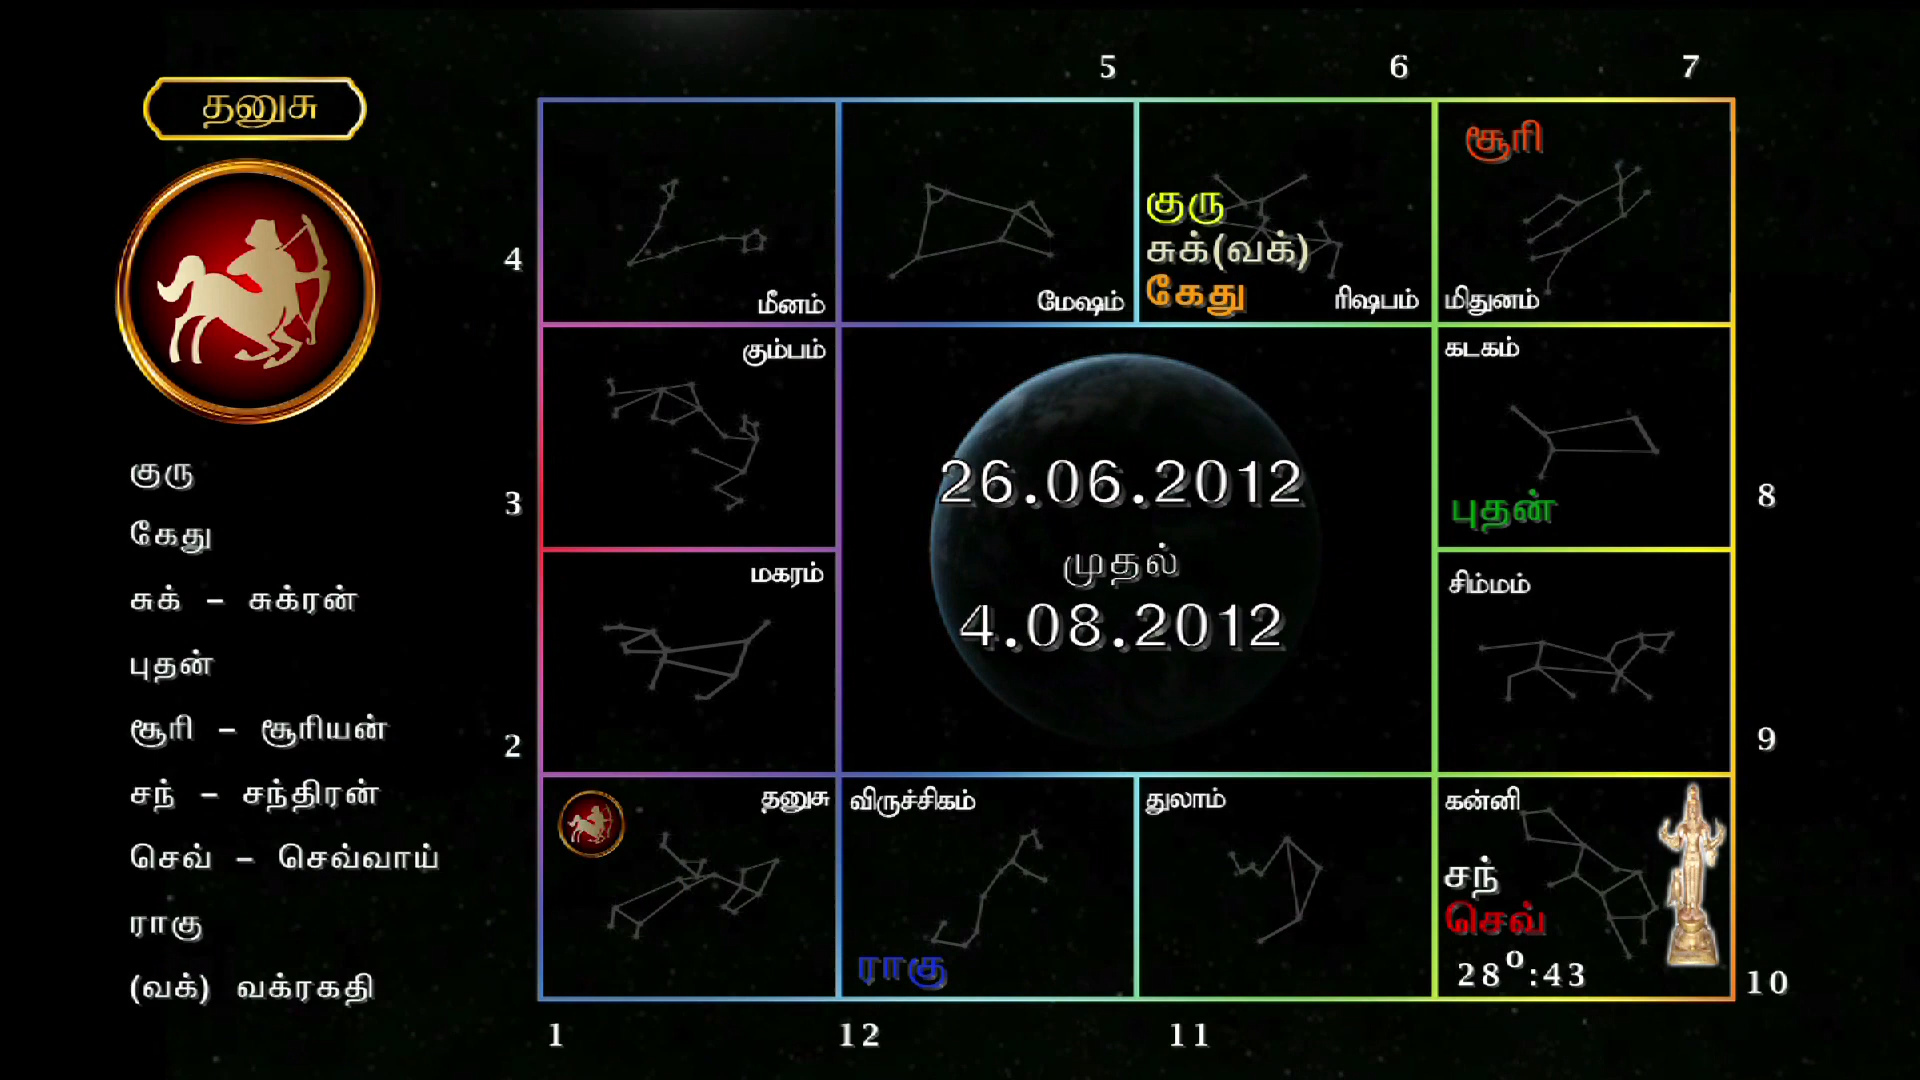 தனுசு
குரு
கேது
சுக் - சுக்ரன்
புதன்
சூரி - சூரியன்
சந் - சந்திரன்
செவ் - செவ்வாய்
ராகு
(வக்) வக்ரகதி
5 6 7
மீனம்
மேஷம்
குரு
சுக்(வக்)
கேது
ரிஷபம்
சூரி
மிதுனம்
4
கும்பம்
3
26.06.2012
முதல்
4.08.2012
கடகம்
புதன்
8
மகரம்
2
சிம்மம்
9
தனுசு
விருச்சிகம்
ராகு
துலாம்
கன்னி
சந்
செவ்
28º:43
10
1 12 11